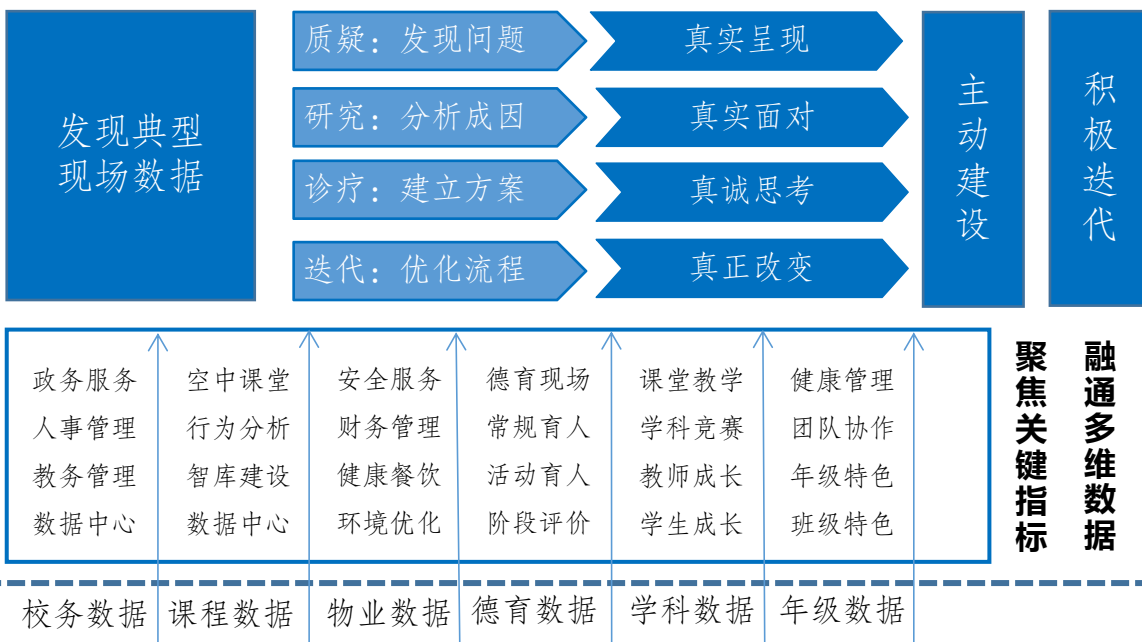 发现典型
现场数据
质疑：发现问题
真实呈现
研究：分析成因
真实面对
诊疗：建立方案
真诚思考
迭代：优化流程
真正改变
主动建设
积极迭代
政务服务
人事管理
教务管理
数据中心
空中课堂
行为分析
智库建设
数据中心
安全服务
财务管理
健康餐饮
环境优化
德育现场
常规育人
活动育人
阶段评价
课堂教学
学科竞赛
教师成长
学生成长
健康管理
团队协作
年级特色
班级特色
聚焦关键指标
融通多维数据
校务数据
课程数据
物业数据
德育数据
学科数据
年级数据